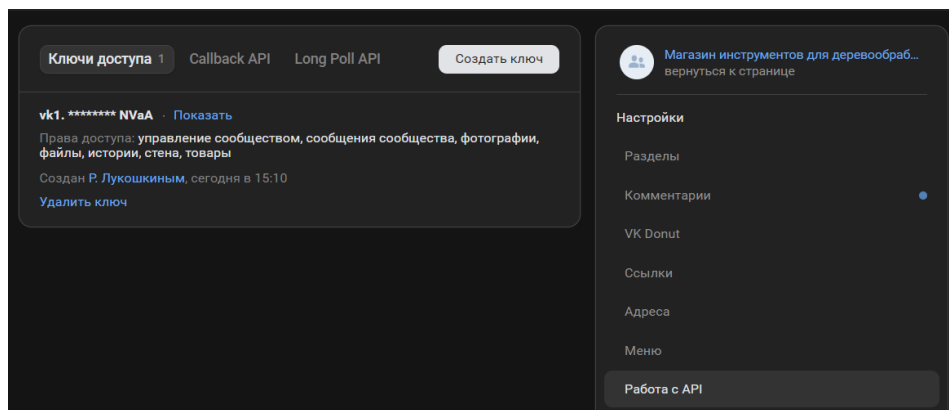 Ключи доступа 1 Callback API Long Poll API Создать ключ
vk1. ******** NVaA · Показать
Права доступа: управление сообществом, сообщения сообщества, фотографии,
файлы, истории, стена, товары
Создан Р. Лукошкиным, сегодня в 15:10
Удалить ключ
Магазин инструментов для деревообраб...
вернуться к странице
Настройки
Разделы
Комментарии
VK Donut
Ссылки
Адреса
Меню
Работа с API